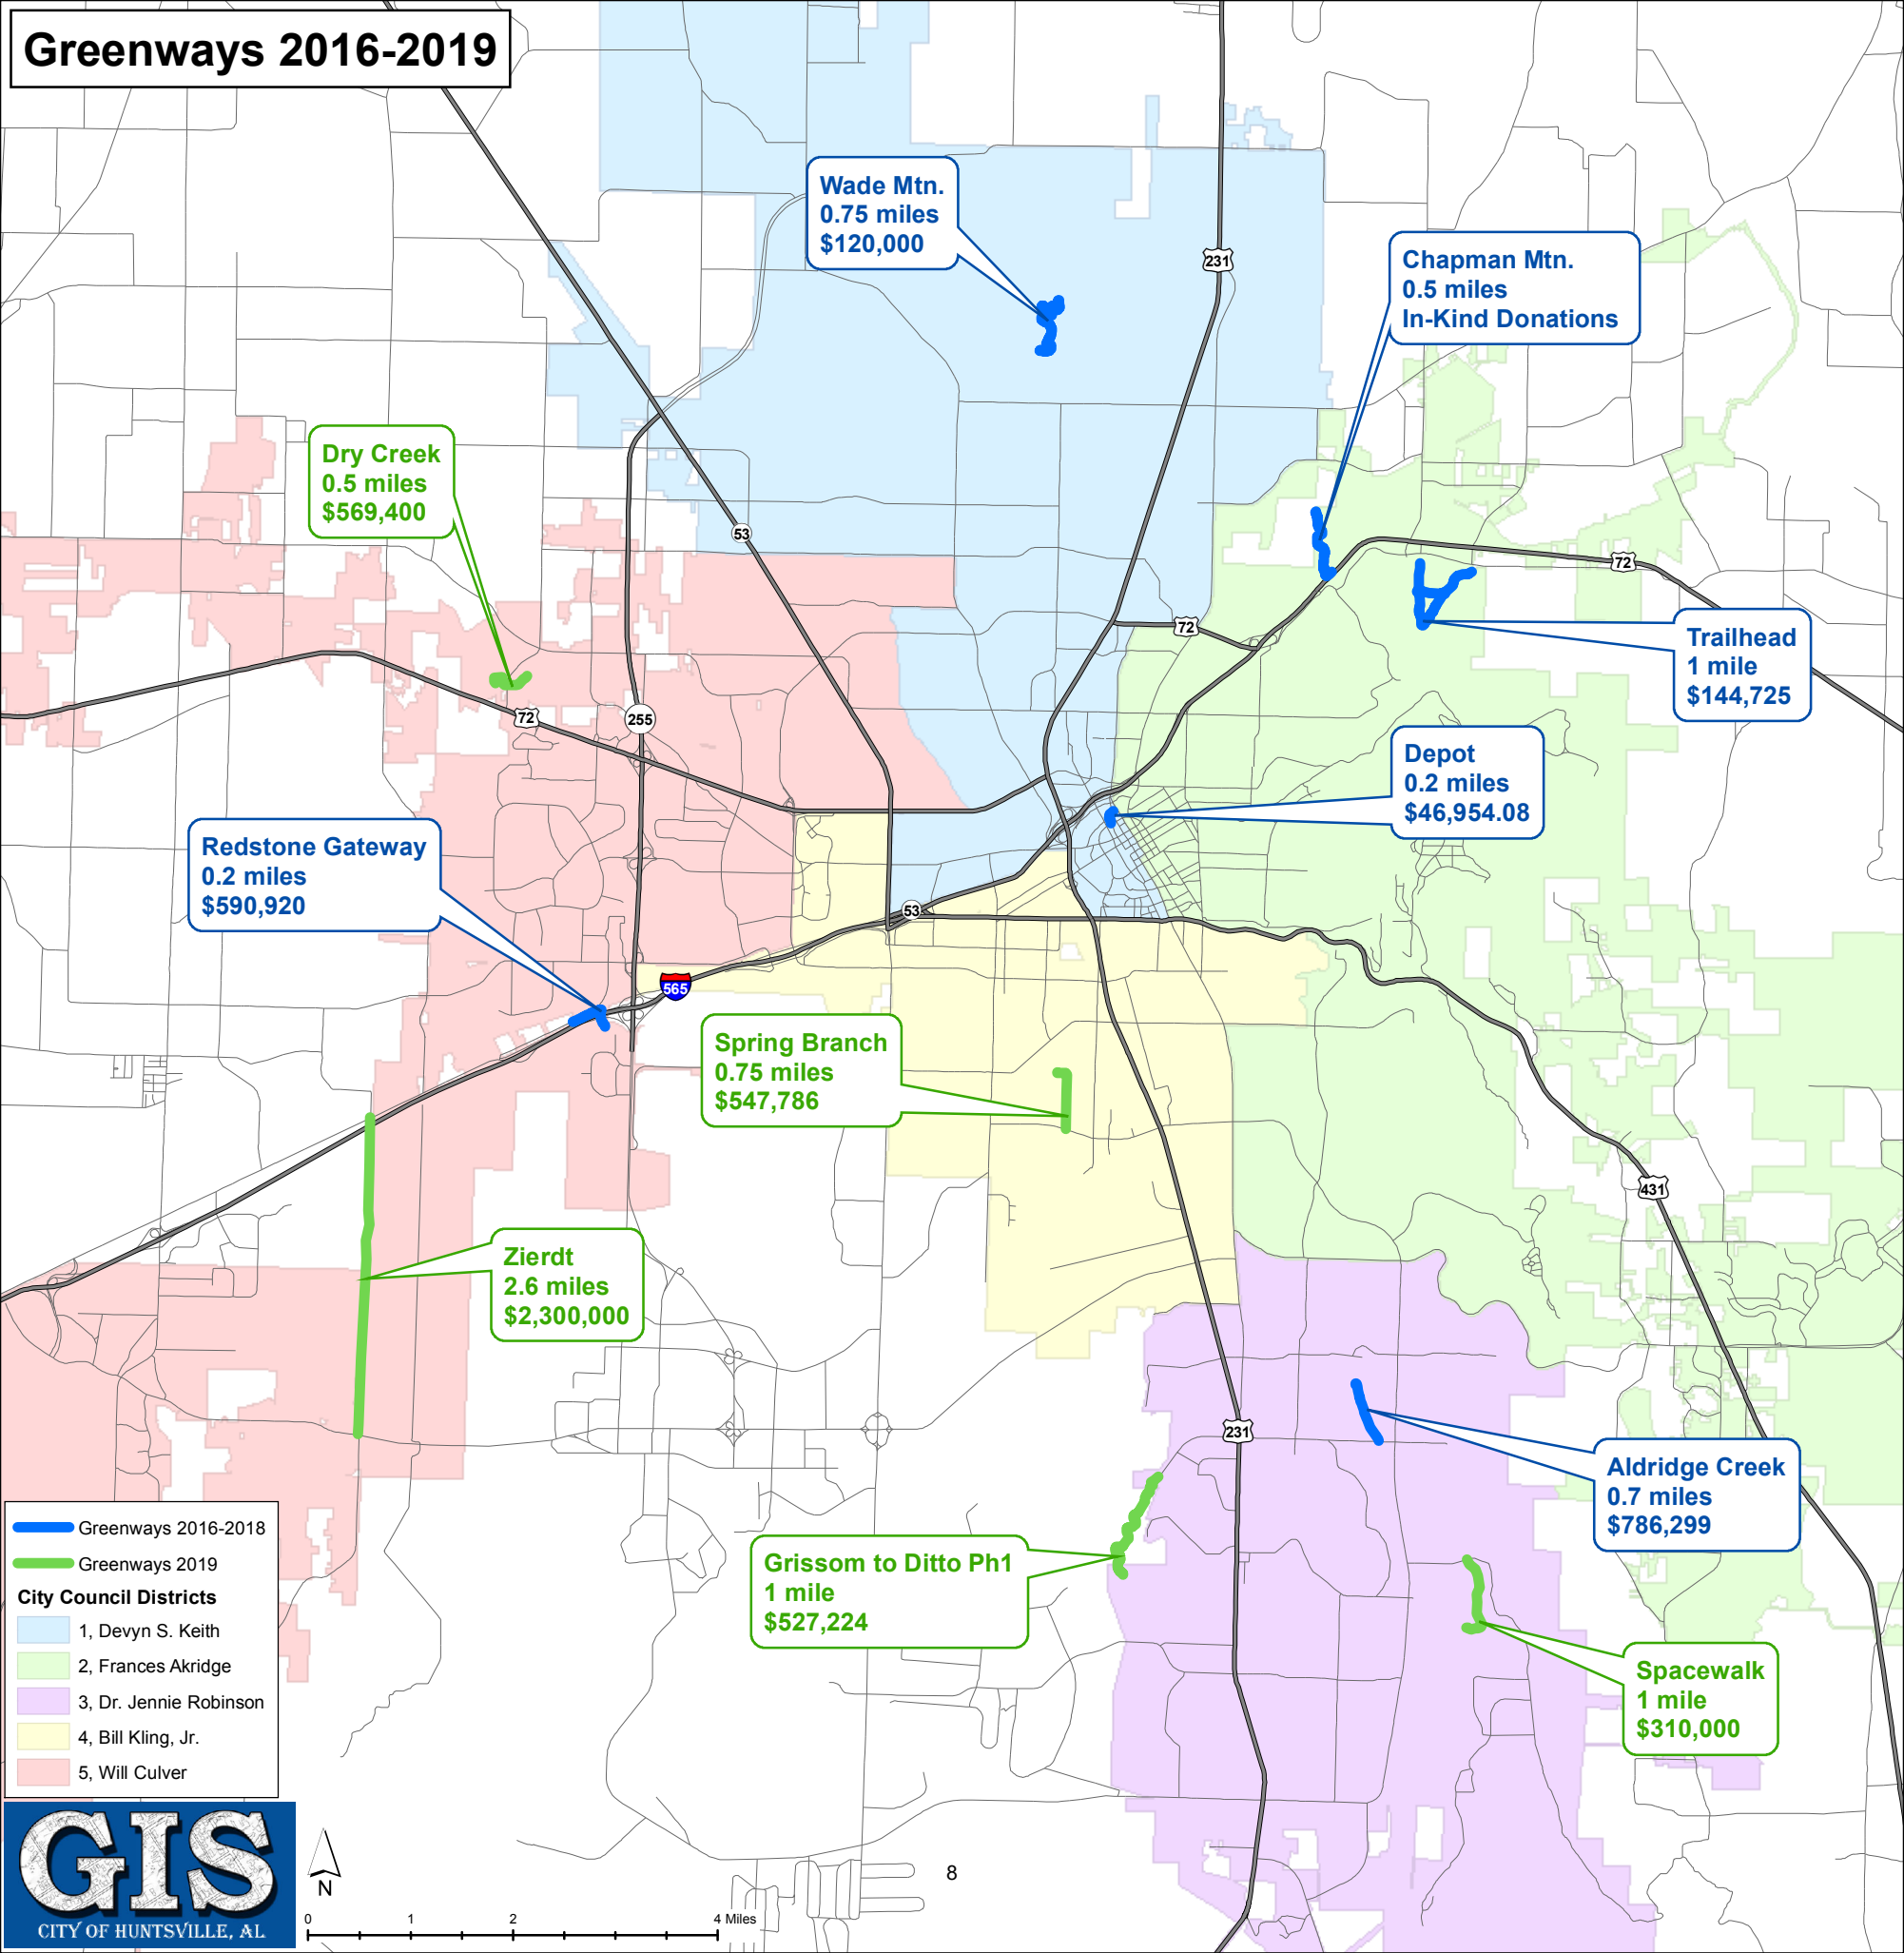 Greenways 2016-2019
Wade Mtn.
0.75 miles
$120,000
231
Chapman Mtn.
0.5 miles
In-Kind Donations
Dry Creek
0.5 miles
$569,400
53
72
72
Trailhead
1 mile
$144,725
72
255
Depot
0.2 miles
$46,954.08
Redstone Gateway
0.2 miles
$590,920
53
565
Spring Branch
0.75 miles
$547,786
431
Zierdt
2.6 miles
$2,300,000
231
Aldridge Creek
0.7 miles
$786,299
Grissom to Ditto Ph1
1 mile
$527,224
Spacewalk
1 mile
$310,000
Greenways 2016-2018
Greenways 2019
City Council Districts
1, Devyn S. Keith
2, Frances Akridge
3, Dr. Jennie Robinson
4, Bill Kling, Jr.
5, Will Culver
GIS
CITY OF HUNTSVILLE, AL
N
0 1 2 4 Miles
8